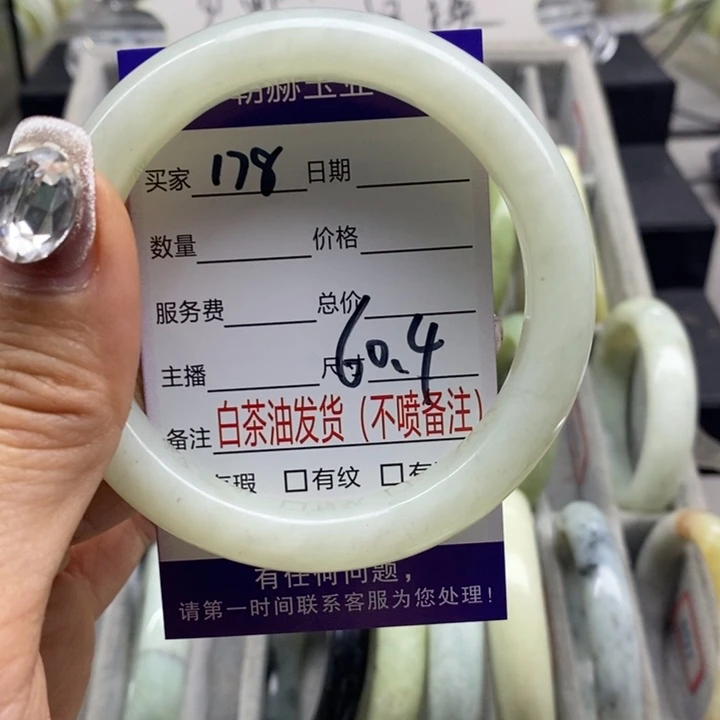 买家 178 日期
数量 价格
服务费 总价
主播 尺寸 60.4
备注 白茶油发货（不喷备注）
瑕 □有纹 □有
有任何问题，
请第一时间联系客服为您处理！